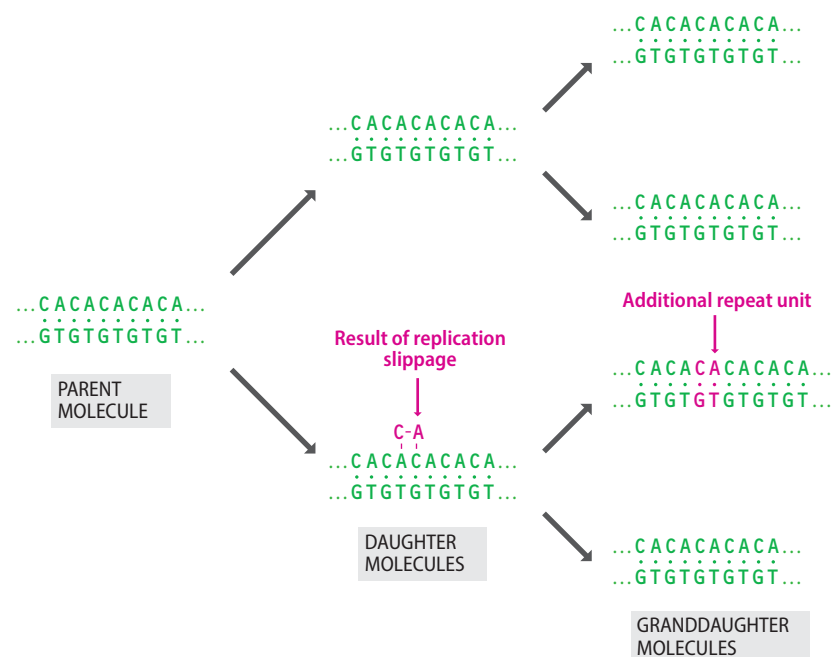 ...CACACACACA...
...GTGTGTGTGT...
...CACACACACA...
...GTGTGTGTGT...
...CACACACACA...
...GTGTGTGTGT...
...CACACACACA...
...GTGTGTGTGT...
PARENT
MOLECULE
Result of replication
slippage
C-A
...CACACACACA...
...GTGTGTGTGT...
DAUGHTER
MOLECULES
Additional repeat unit
...CACACACACACA...
...GTGTGTGTGTGT...
...CACACACACA...
...GTGTGTGTGT...
GRANDDAUGHTER
MOLECULES